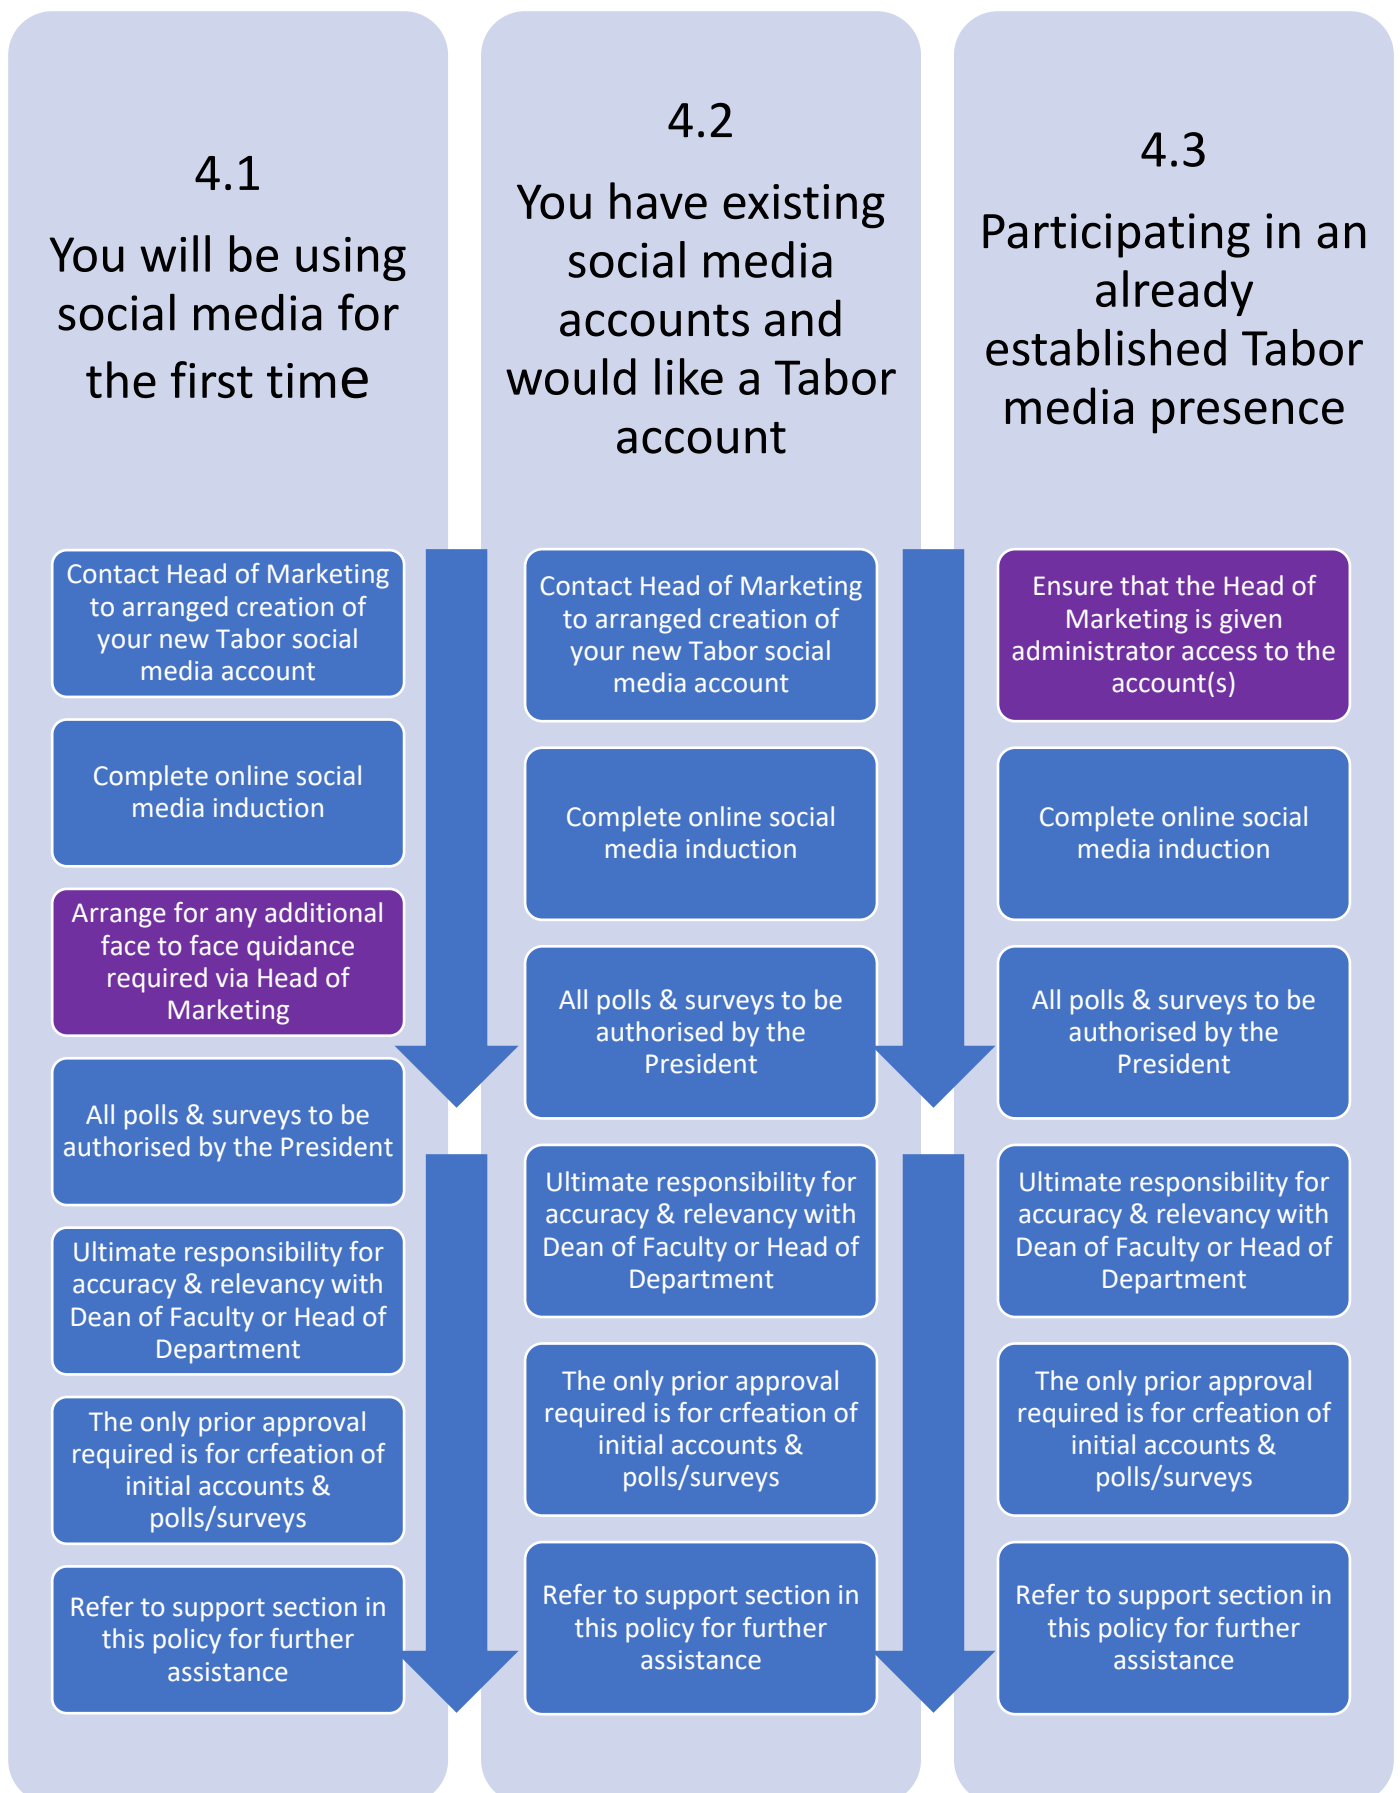 4.1
You will be using
social media for
the first time
Contact Head of Marketing
to arranged creation of
your new Tabor social
media account
Complete online social
media induction
Arrange for any additional
face to face quidance
required via Head of
Marketing
All polls & surveys to be
authorised by the President
Ultimate responsibility for
accuracy & relevancy with
Dean of Faculty or Head of
Department
The only prior approval
required is for crfeation of
initial accounts &
polls/surveys
Refer to support section in
this policy for further
assistance
4.2
You have existing
social media
accounts and
would like a Tabor
account
Contact Head of Marketing
to arranged creation of
your new Tabor social
media account
Complete online social
media induction
All polls & surveys to be
authorised by the
President
Ultimate responsibility for
accuracy & relevancy with
Dean of Faculty or Head of
Department
The only prior approval
required is for crfeation of
initial accounts &
polls/surveys
Refer to support section in
this policy for further
assistance
4.3
Participating in an
already
established Tabor
media presence
Ensure that the Head of
Marketing is given
administrator access to the
account(s)
Complete online social
media induction
All polls & surveys to be
authorised by the
President
Ultimate responsibility for
accuracy & relevancy with
Dean of Faculty or Head of
Department
The only prior approval
required is for crfeation of
initial accounts &
polls/surveys
Refer to support section in
this policy for further
assistance